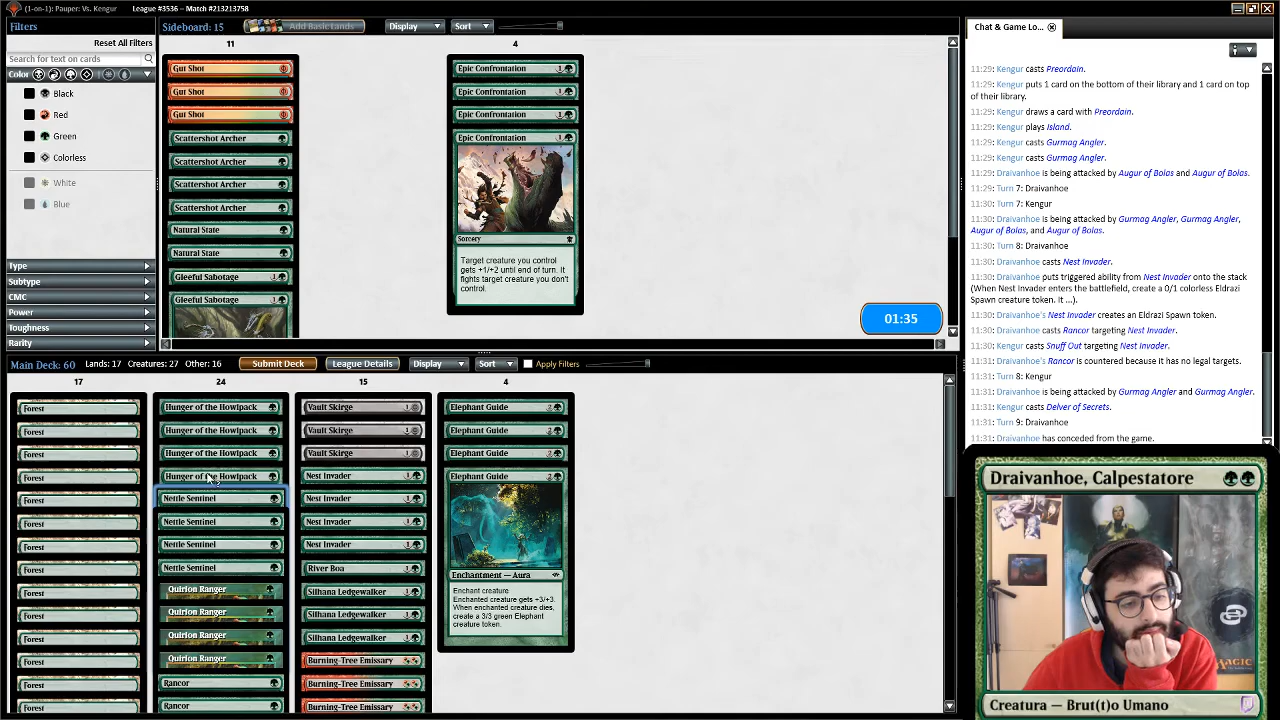 (1-on-1): Pauper: Vs. Kengur League #3536 - Match #213213758
Filters
Reset All Filters
Search for text on cards
Color
Black
Red
Green
Colorless
White
Blue
Type
Subtype
CMC
Power
Toughness
Rarity
Sideboard: 15
Add Basic Lands
Display
Sort
11
Gut Shot
Gut Shot
Gut Shot
Scattershot Archer
Scattershot Archer
Scattershot Archer
Scattershot Archer
Natural State
Natural State
Gleeful Sabotage 1
Gleeful Sabotage 1
4
Epic Confrontation 1
Epic Confrontation 1
Epic Confrontation 1
Epic Confrontation 1
Sorcery
Target creature you control
gets +1/+2 until end of turn. It
fights target creature you don't
control.
01:35
Main Deck: 60 Lands: 17 Creatures: 27 Other: 16
Submit Deck
League Details
Display
Sort
Apply Filters
17
Forest
Forest
Forest
Forest
Forest
Forest
Forest
Forest
Forest
Forest
Forest
Forest
Forest
Forest
24
Hunger of the Howlpack
Hunger of the Howlpack
Hunger of the Howlpack
Hunger of the Howlpack
Nettle Sentinel
Nettle Sentinel
Nettle Sentinel
Nettle Sentinel
Quirion Ranger
Quirion Ranger
Quirion Ranger
Quirion Ranger
Rancor
Rancor
15
Vault Skirge 1
Vault Skirge 1
Vault Skirge 1
Nest Invader 1
Nest Invader 1
Nest Invader 1
Nest Invader 1
River Boa 1
Silhana Ledgewalker 1
Silhana Ledgewalker 1
Silhana Ledgewalker 1
Burning-Tree Emissary
Burning-Tree Emissary
Burning-Tree Emissary
4
Elephant Guide 2
Elephant Guide 2
Elephant Guide 2
Elephant Guide 2
Enchantment — Aura
Enchant creature
Enchanted creature gets +3/+3.
When enchanted creature dies,
create a 3/3 green Elephant
creature token.
Chat & Game Lo...
11:29: Kengur casts Preordain.
11:29: Kengur puts 1 card on the bottom of their library and 1 card on top
of their library.
11:29: Kengur draws a card with Preordain.
11:29: Kengur plays Island.
11:29: Kengur casts Gurmag Angler.
11:29: Kengur casts Gurmag Angler.
11:29: Draivanhoe is being attacked by Augur of Bolas and Augur of Bolas.
11:29: Turn 7: Draivanhoe
11:29: Turn 7: Kengur
11:29: Draivanhoe is being attacked by Gurmag Angler, Gurmag Angler,
Augur of Bolas, and Augur of Bolas.
11:30: Turn 8: Draivanhoe
11:30: Draivanhoe casts Nest Invader.
11:30: Draivanhoe puts triggered ability from Nest Invader onto the stack
(When Nest Invader enters the battlefield, create a 0/1 colorless Eldrazi
Spawn creature token. It ...).
11:30: Draivanhoe's Nest Invader creates an Eldrazi Spawn token.
11:30: Draivanhoe casts Rancor targeting Nest Invader.
11:30: Kengur casts Snuff Out targeting Nest Invader.
11:31: Draivanhoe's Rancor is countered because it has no legal targets.
11:31: Turn 8: Kengur
11:31: Draivanhoe is being attacked by Gurmag Angler and Gurmag Angler.
11:31: Kengur casts Delver of Secrets.
11:31: Turn 9: Draivanhoe
11:31: Draivanhoe has conceded from the game.
Draivanhoe, Calpestatore
Creatura — Brut(t)o Umano